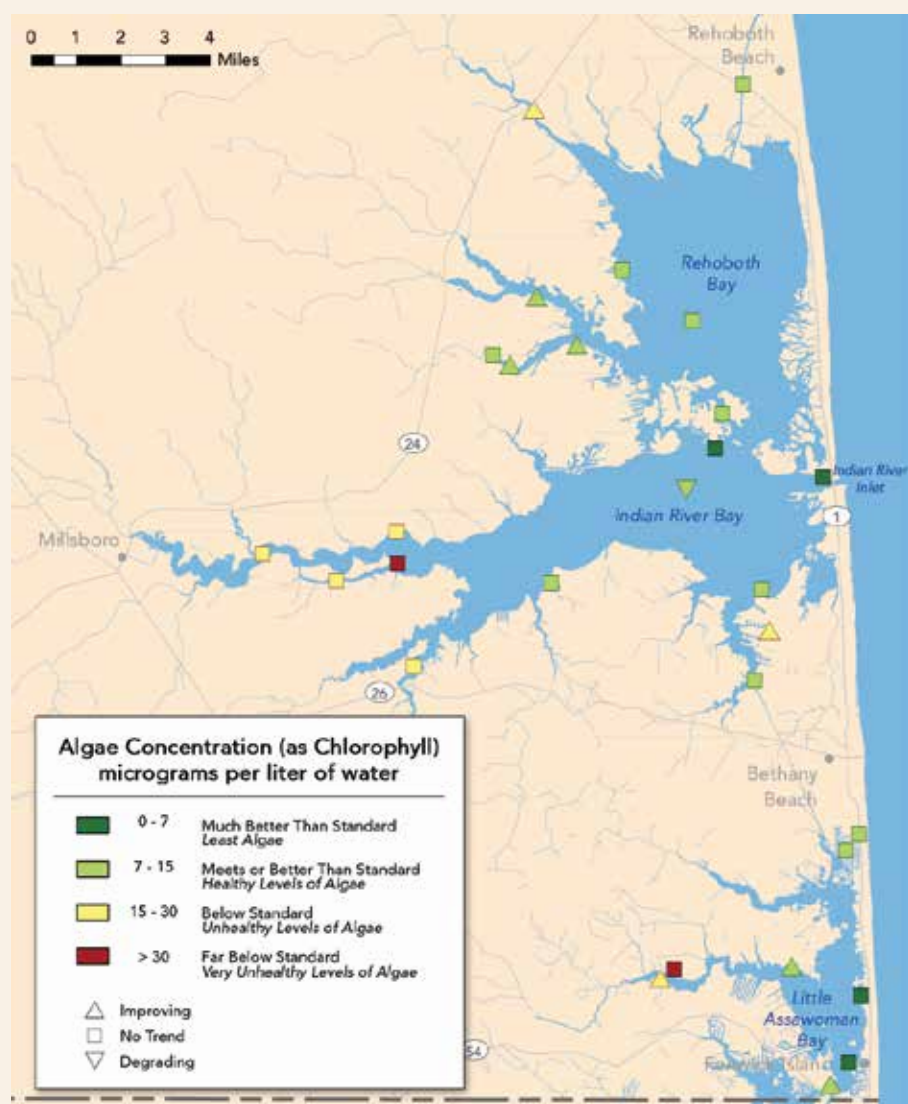 0 1 2 3 4
Miles
Rehoboth
Beach
Rehoboth
Bay
24
Indian River
Inlet
1
Indian River Bay
Millsboro
26
Bethany
Beach
Algae Concentration (as Chlorophyll)
micrograms per liter of water
0 - 7 Much Better Than Standard
Least Algae
7 - 15 Meets or Better Than Standard
Healthy Levels of Algae
15 - 30 Below Standard
Unhealthy Levels of Algae
> 30 Far Below Standard
Very Unhealthy Levels of Algae
Improving
No Trend
Degrading
Little
Assawoman
Bay
54
Fenwick Island